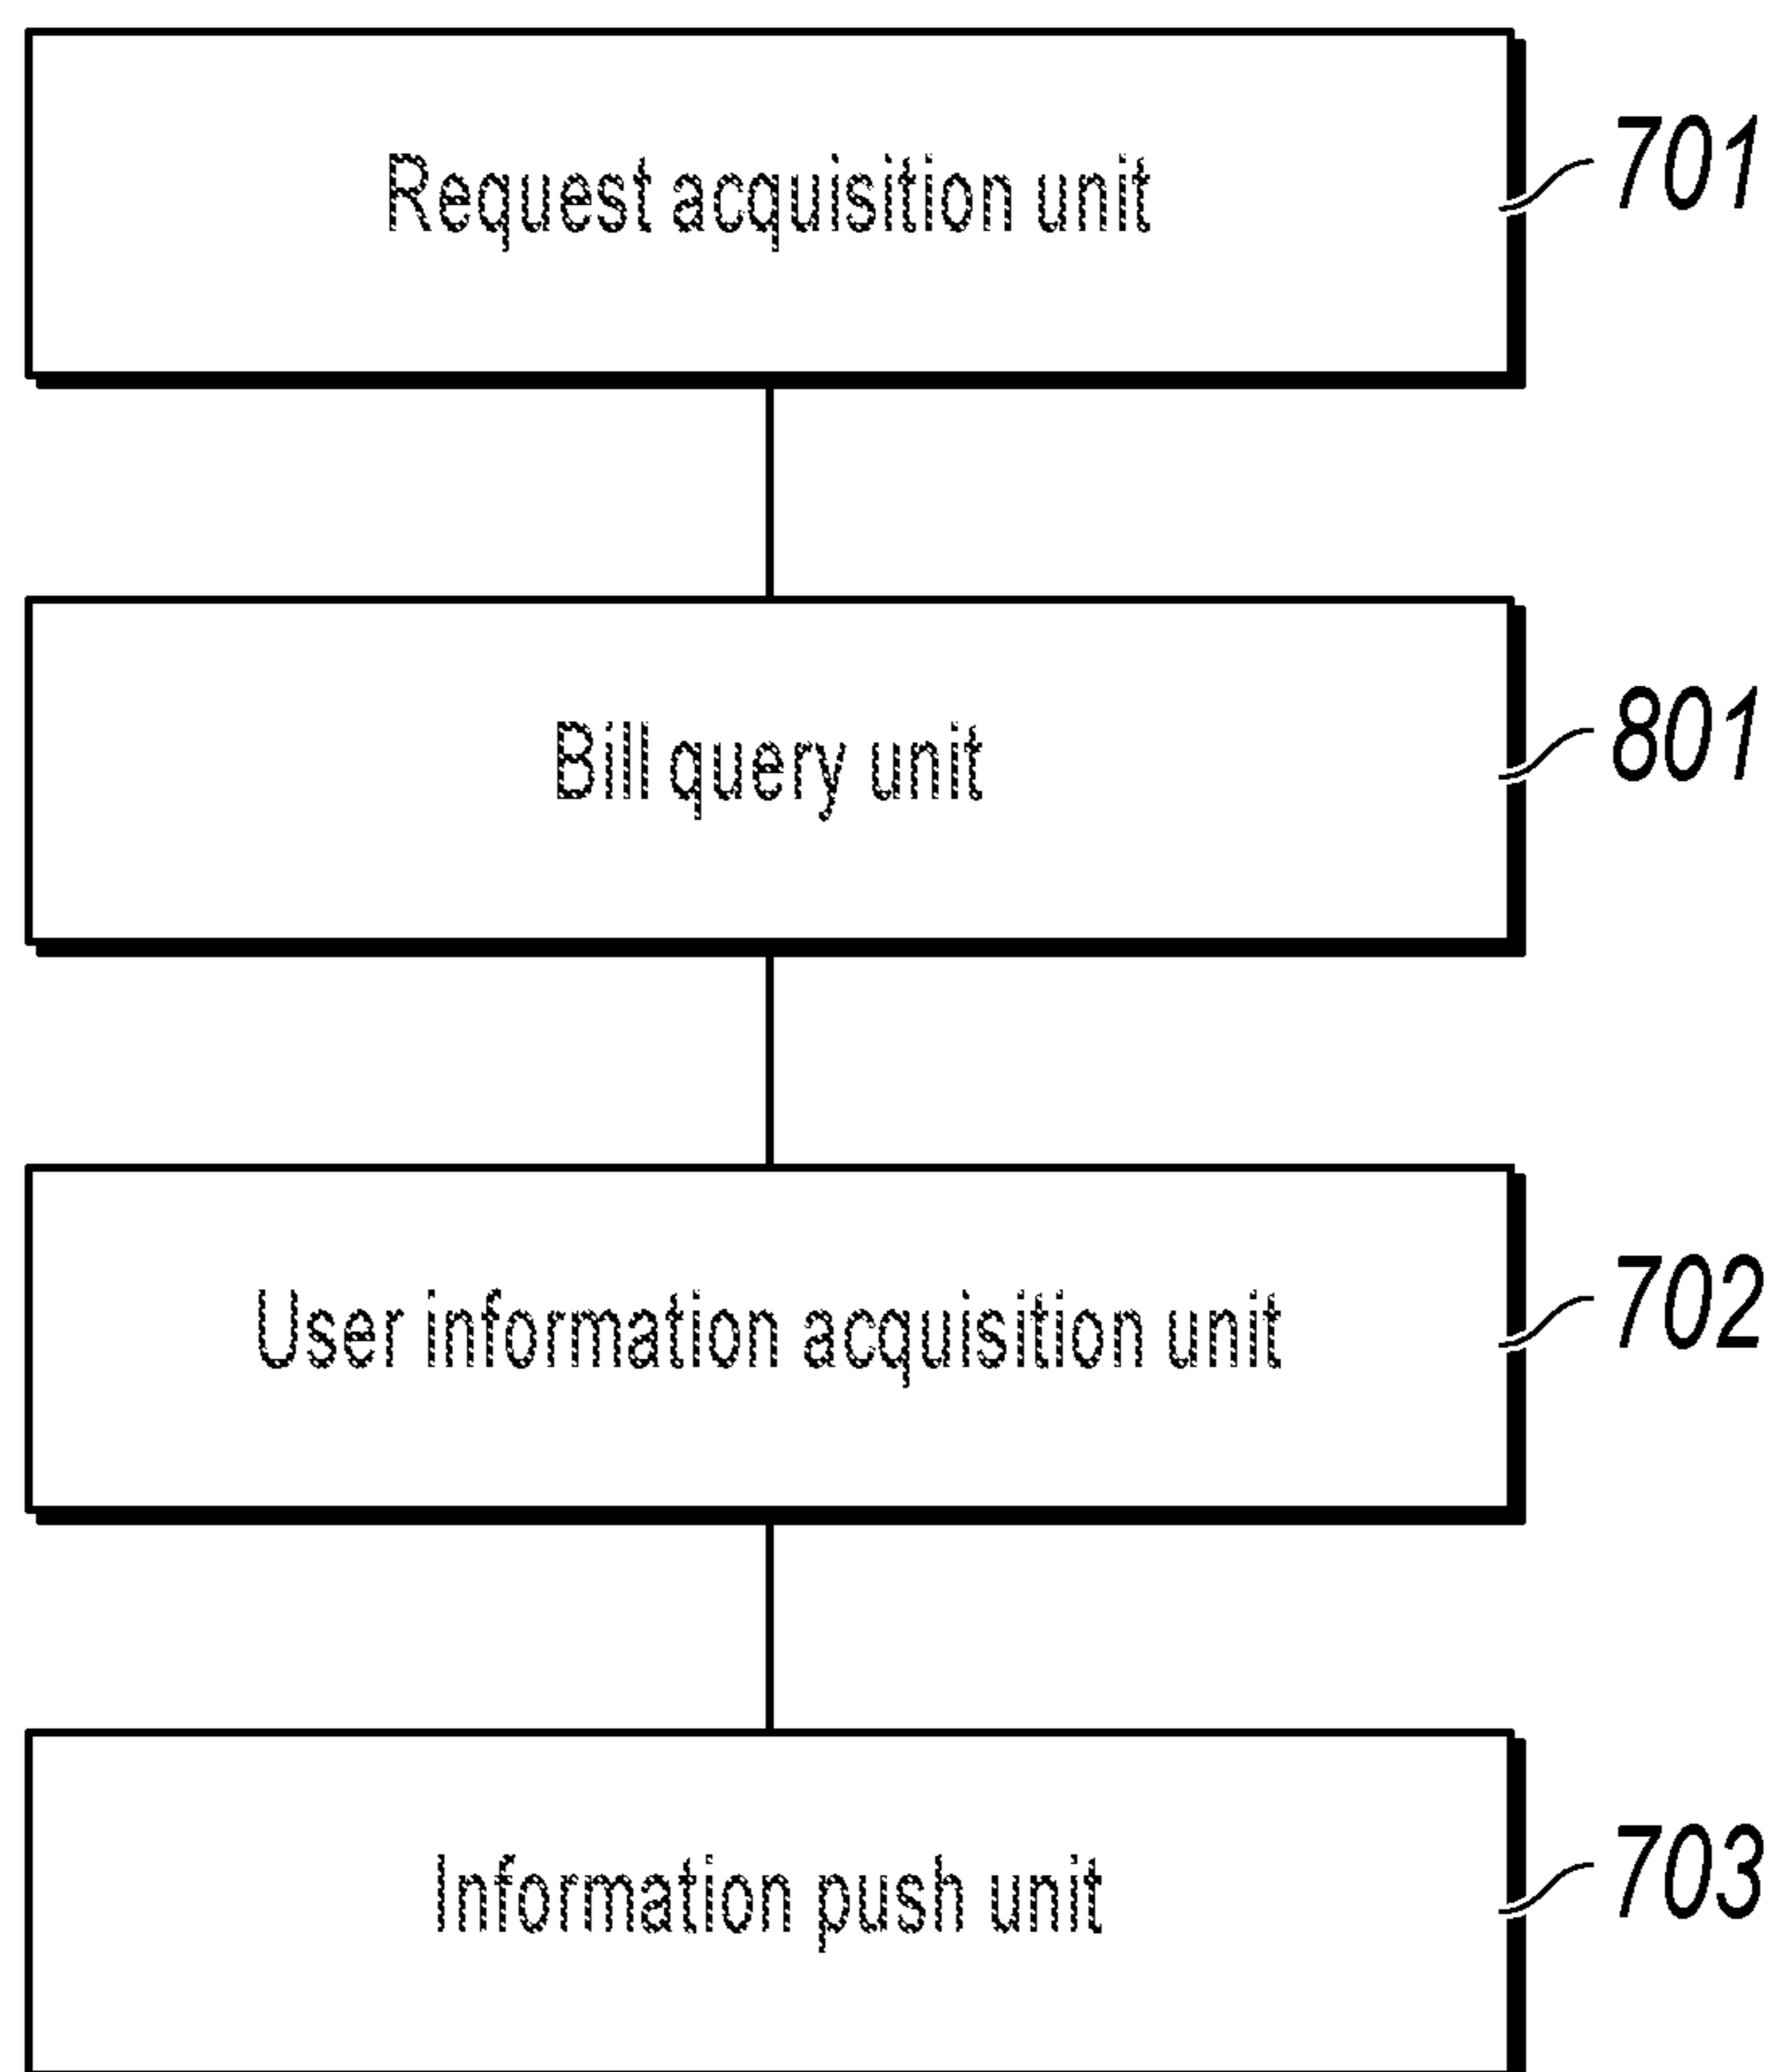 Request acquisition unit
701
Bill query unit
801
User information acquisition unit
702
Information push unit
703